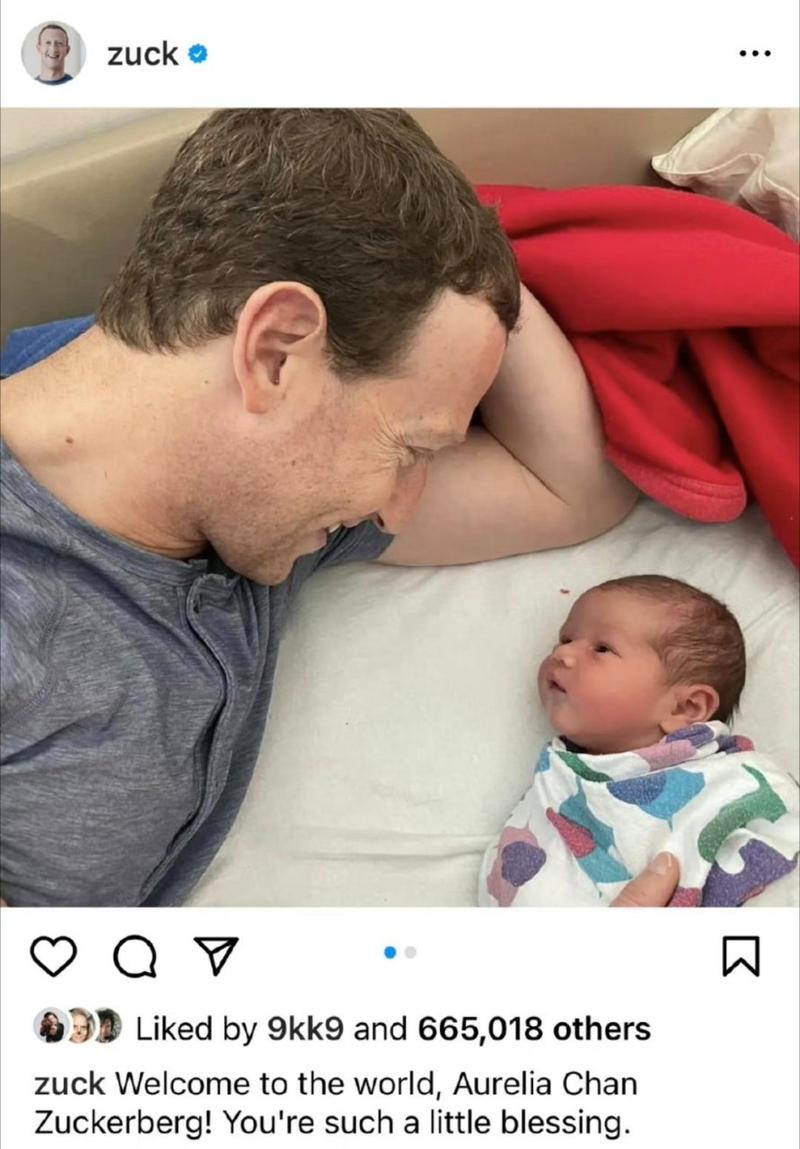 zuck
Liked by 9kk9 and 665,018 others
zuck Welcome to the world, Aurelia Chan
Zuckerberg! You're such a little blessing.